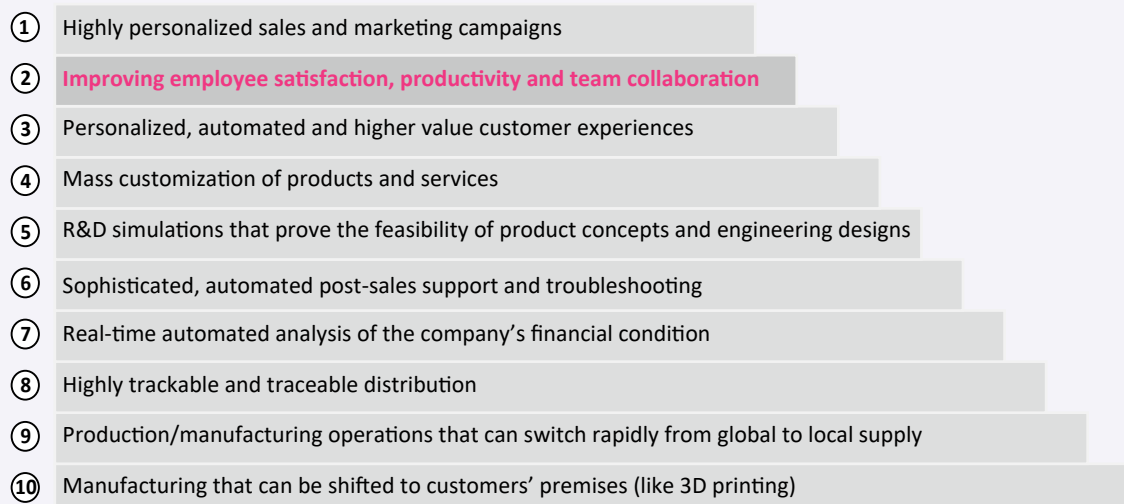 1 Highly personalized sales and marketing campaigns
2 Improving employee satisfaction, productivity and team collaboration
3 Personalized, automated and higher value customer experiences
4 Mass customization of products and services
5 R&D simulations that prove the feasibility of product concepts and engineering designs
6 Sophisticated, automated post-sales support and troubleshooting
7 Real-time automated analysis of the company’s financial condition
8 Highly trackable and traceable distribution
9 Production/manufacturing operations that can switch rapidly from global to local supply
10 Manufacturing that can be shifted to customers’ premises (like 3D printing)